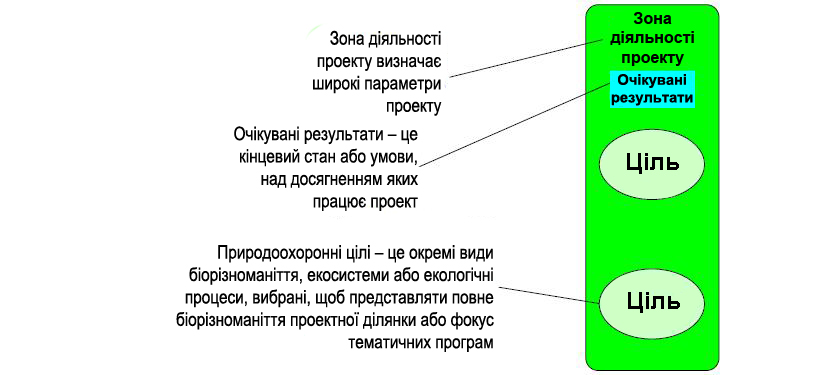 Зона діяльності
проекту визначає
широкі параметри
проекту
Очікувані результати – це
кінцевий стан або умови,
над досягненням яких
працює проект
Природоохоронні цілі – це окремі види
біорізноманіття, екосистеми або екологічні
процеси, вибрані, щоб представляти повне
біорізноманіття проектної ділянки або фокус
тематичних програм
Зона
діяльності
проекту
Очікувані
результати
Ціль
Ціль